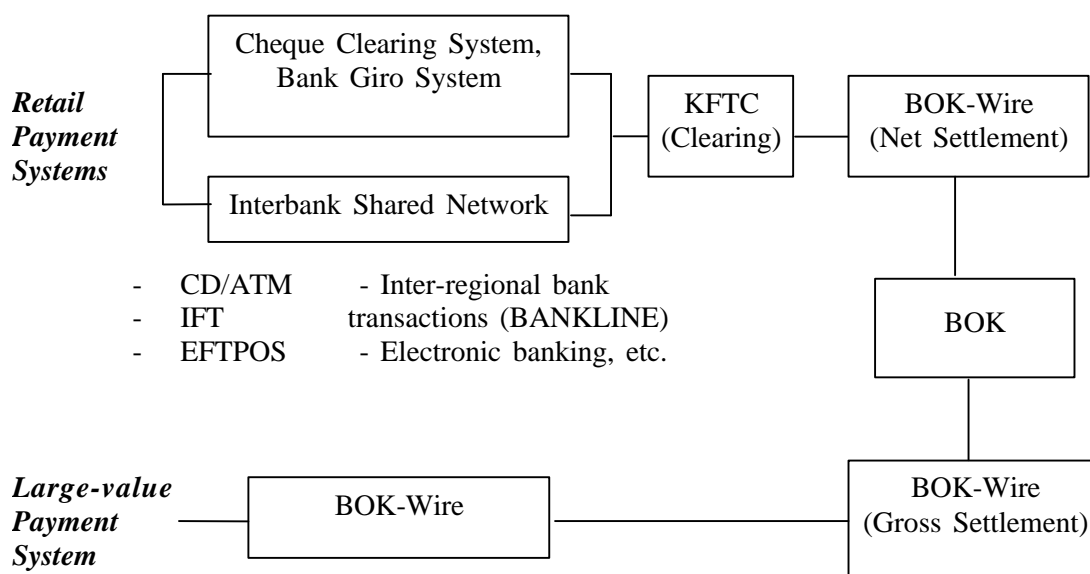 Cheque Clearing System,
Bank Giro System
Retail
Payment
Systems
KFTC
(Clearing)
BOK-Wire
(Net Settlement)
Interbank Shared Network
- CD/ATM - Inter-regional bank
- IFT transactions (BANKLINE)
- EFTPOS - Electronic banking, etc.
BOK
Large-value
Payment
System
BOK-Wire
BOK-Wire
(Gross Settlement)